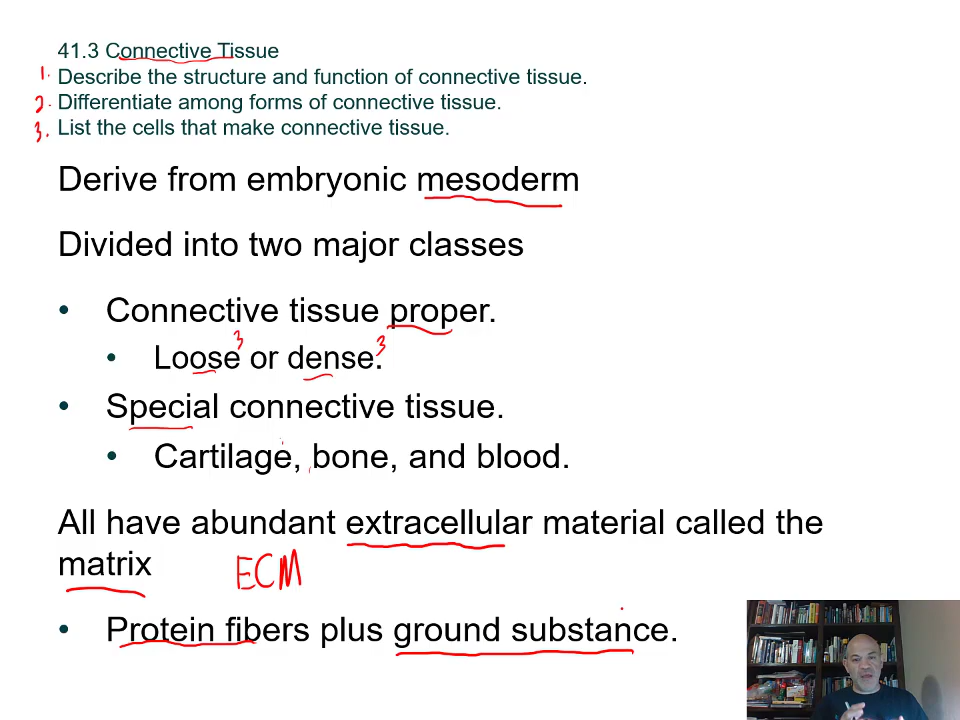 41.3 Connective Tissue
1. Describe the structure and function of connective tissue.
2. Differentiate among forms of connective tissue.
3. List the cells that make connective tissue.
Derive from embryonic mesoderm
Divided into two major classes
• Connective tissue proper.
3 3
• Loose or dense.
• Special connective tissue.
• Cartilage, bone, and blood.
All have abundant extracellular material called the
matrix ECM
• Protein fibers plus ground substance.